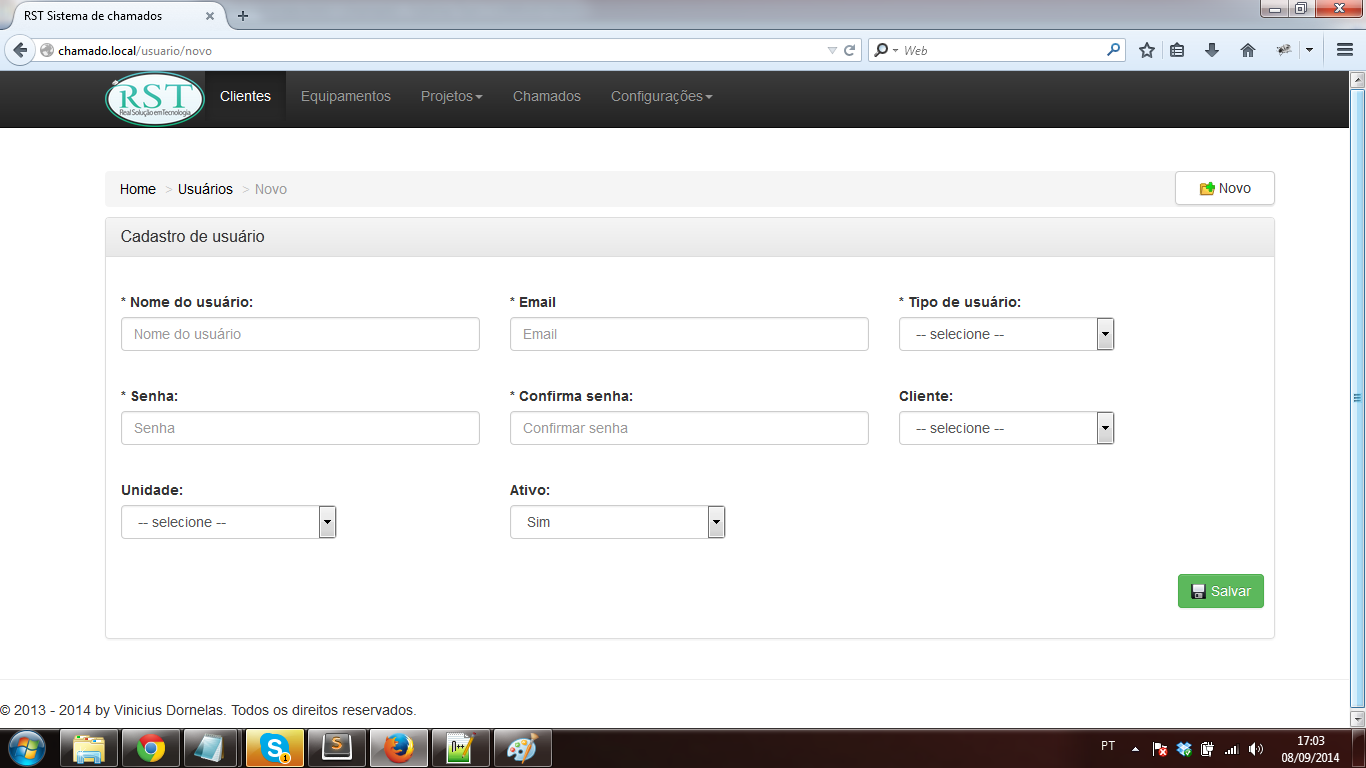 RST Sistema de chamados
chamado.local/usuario/novo
Web
RST
Real Solução em Tecnologia
Clientes
Equipamentos
Projetos
Chamados
Configurações
Home > Usuários > Novo
Novo
Cadastro de usuário
* Nome do usuário:
* Email
* Tipo de usuário:
Nome do usuário
Email
-- selecione --
* Senha:
* Confirma senha:
Cliente:
Senha
Confirmar senha
-- selecione --
Unidade:
Ativo:
-- selecione --
Sim
Salvar
© 2013 - 2014 by Vinicius Dornelas. Todos os direitos reservados.
PT
17:03
08/09/2014